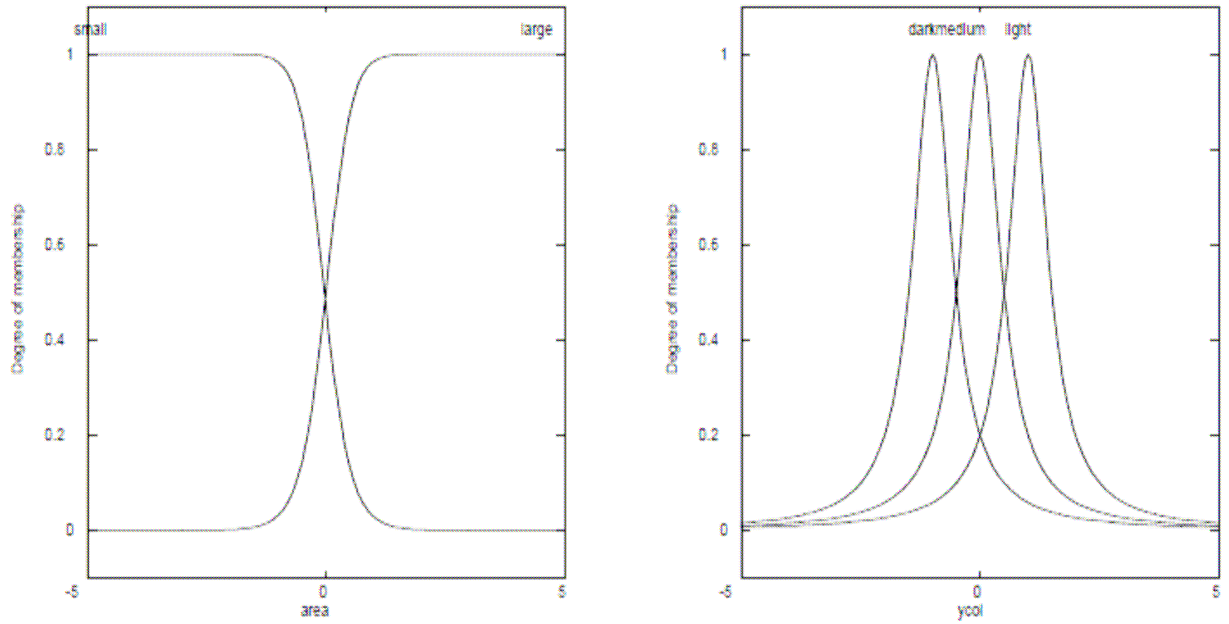 small large
1
0.8
0.6
0.4
0.2
0
-5 0 5
area
Degree of membership
darkmedium light
1
0.8
0.6
0.4
0.2
0
-5 0 5
ycol
Degree of membership